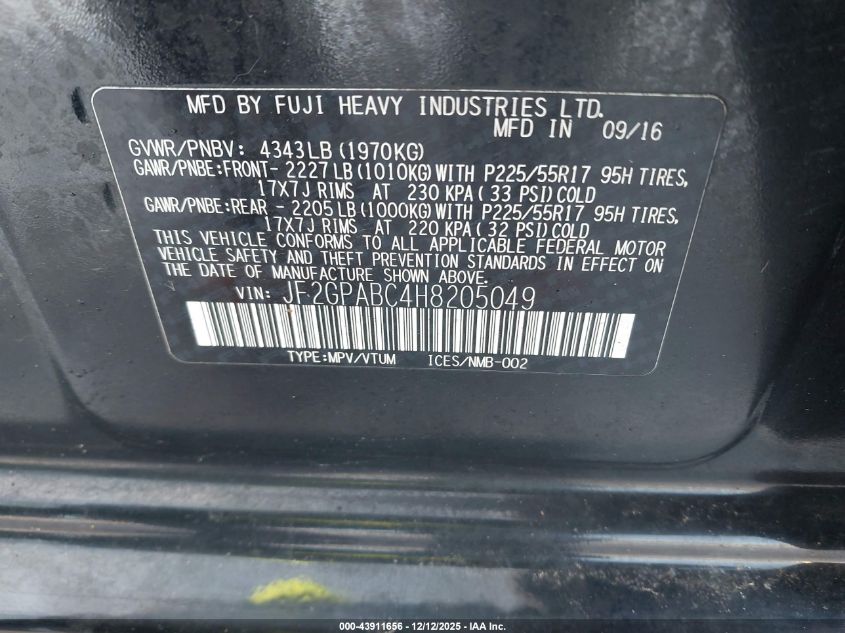 MFD BY FUJI HEAVY INDUSTRIES LTD.
MFD IN 09/16
GVWR/PNBV: 4343LB (1970KG)
GAWR/PNBE:FRONT- 2227 LB (1010KG) WITH P225/55R17 95H TIRES,
17X7J RIMS AT 230 KPA ( 33 PSI) COLD
GAWR/PNBE:REAR - 2205 LB (1000KG) WITH P225/55R17 95H TIRES,
17X7J RIMS AT 220 KPA ( 32 PSI) COLD
THIS VEHICLE CONFORMS TO ALL APPLICABLE FEDERAL MOTOR
VEHICLE SAFETY AND THEFT PREVENTION STANDARDS IN EFFECT ON
THE DATE OF MANUFACTURE SHOWN ABOVE.
VIN: JF2GPABC4H8205049
TYPE:MPV/VTUM ICES/NMB-002
000-43911656 - 12/12/2025 - IAA Inc.